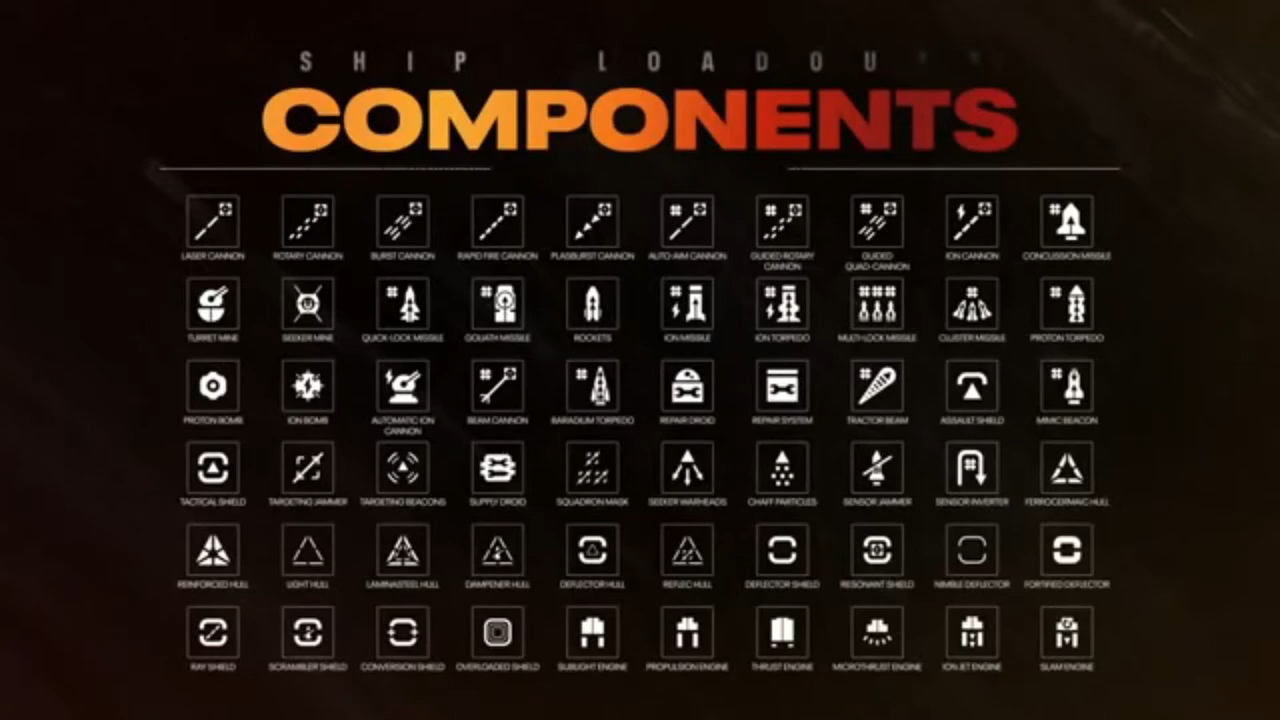 SHIP LOADOU
COMPONENTS
LASER CANNON
ROTARY CANNON
BURST CANNON
RAPID FIRE CANNON
PLASBURST CANNON
AUTO-AIM CANNON
GUIDED ROTARY
CANNON
GUIDED
QUAD-CANNON
ION CANNON
CONCUSSION MISSILE
TURRET MINE
SEEKER MINE
QUICK-LOCK MISSILE
GOLIATH MISSILE
ROCKETS
ION MISSILE
ION TORPEDO
MULTI-LOCK MISSILE
CLUSTER MISSILE
PROTON TORPEDO
PROTON BOMB
ION BOMB
AUTOMATIC ION
CANNON
BEAM CANNON
BARADIUM TORPEDO
REPAIR DROID
REPAIR SYSTEM
TRACTOR BEAM
ASSAULT SHIELD
MIMIC BEACON
TACTICAL SHIELD
TARGETING JAMMER
TARGETING BEACONS
SUPPLY DROID
SQUADRON MASK
SEEKER WARHEADS
CHAFF PARTICLES
SENSOR JAMMER
SENSOR INVERTER
FERROCERMAIC HULL
REINFORCED HULL
LIGHT HULL
LAMINASTEEL HULL
DAMPENER HULL
DEFLECTOR HULL
REFLEC HULL
DEFLECTOR SHIELD
RESONANT SHIELD
NIMBLE DEFLECTOR
FORTIFIED DEFLECTOR
RAY SHIELD
SCRAMBLER SHIELD
CONVERSION SHIELD
OVERLOADED SHIELD
SUBLIGHT ENGINE
PROPULSION ENGINE
THRUST ENGINE
MICROTHRUST ENGINE
ION JET ENGINE
SLAM ENGINE